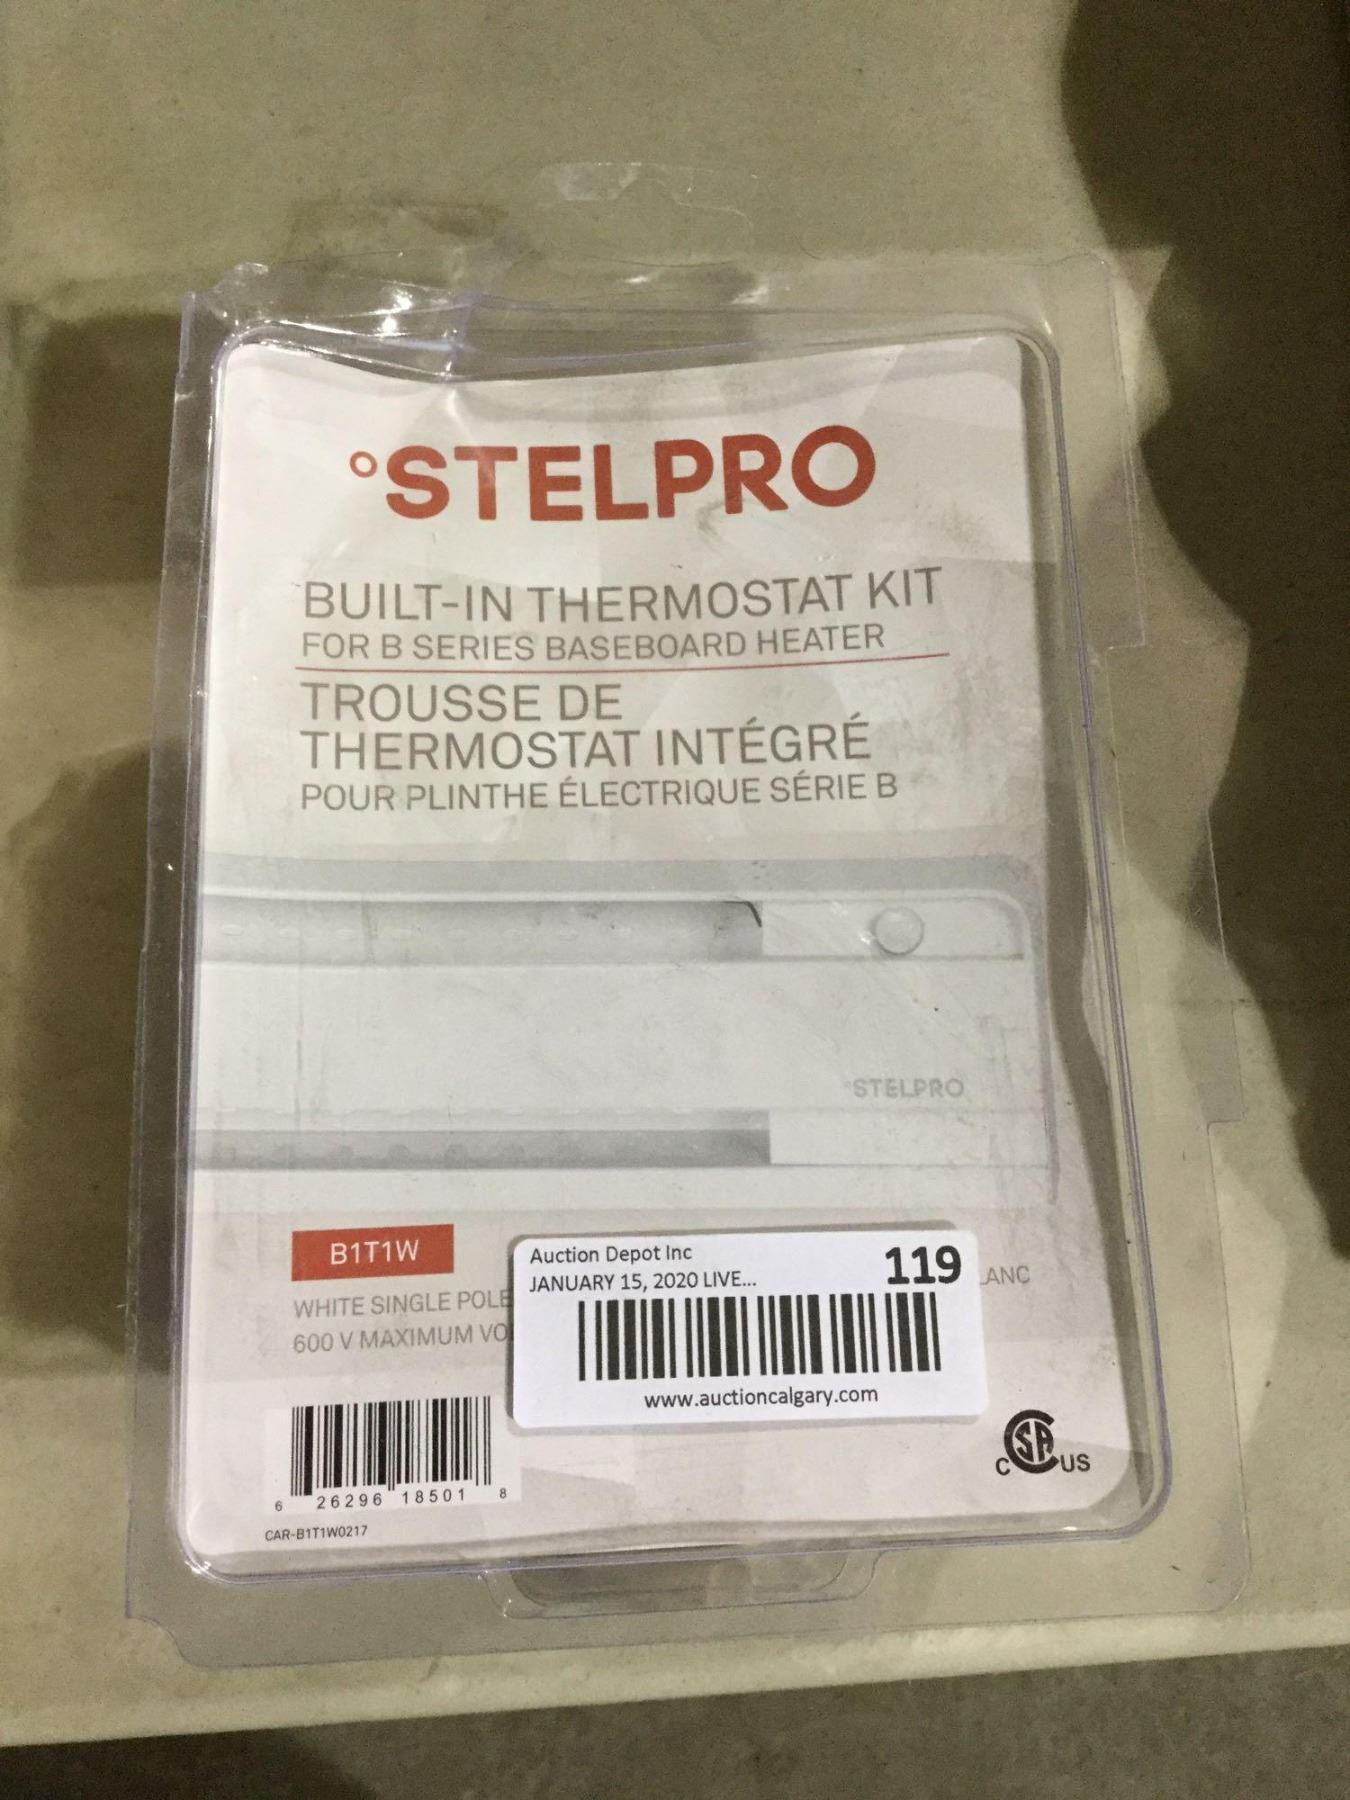 °STELPRO
BUILT-IN THERMOSTAT KIT
FOR B SERIES BASEBOARD HEATER
TROUSSE DE
THERMOSTAT INTÉGRÉ
POUR PLINTHE ÉLECTRIQUE SÉRIE B
°STELPRO
B1T1W
WHITE SINGLE POLE
600 V MAXIMUM
Auction Depot Inc
119
JANUARY 15, 2020 LIVE...
www.auctioncalgary.com
6 26296 18501 8
CAR-B1T1W0217
C SA US